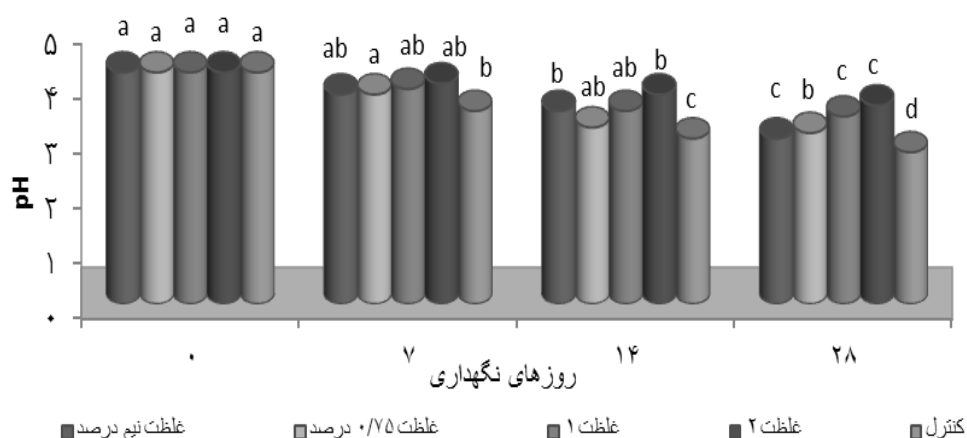 a a a a a
ab a ab ab b
b ab ab b c
c b c c d
۵
۴
۳
۲
۱
۰
pH
۰ ۷ ۱۴ ۲۸
روزهای نگهداری
غلظت نیم درصد
غلظت ۰/۷۵ درصد
غلظت ۱
غلظت ۲
کنترل